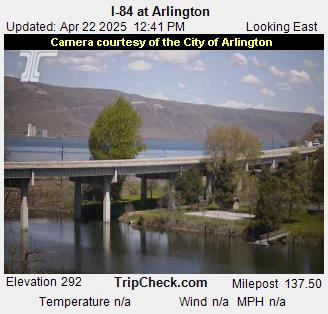 I-84 at Arlington
Updated: Apr 22 2025 12:41 PM Looking East
Camera courtesy of the City of Arlington
Elevation 292 TripCheck.com Milepost 137.50
Temperature n/a Wind n/a MPH n/a